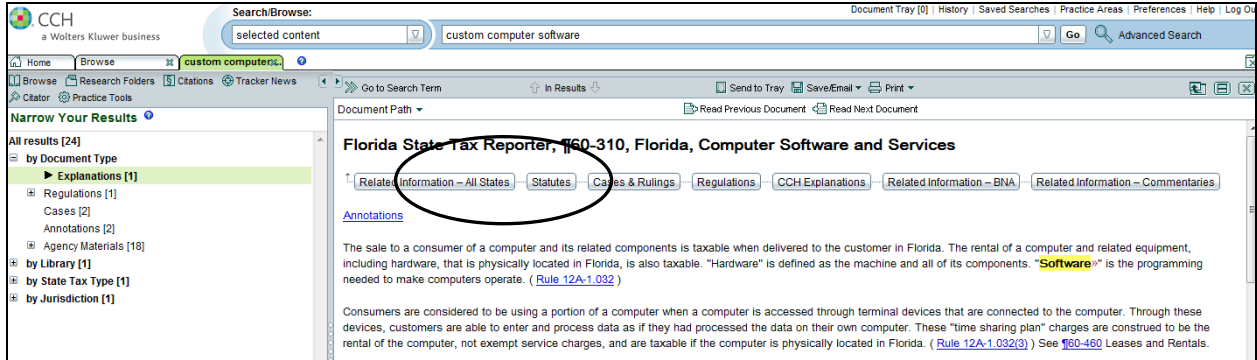 CCH
a Wolters Kluwer business
Search/Browse:
Document Tray [0] | History | Saved Searches | Practice Areas | Preferences | Help | Log Ou
selected content
custom computer software
Go
Advanced Search
Home
Browse
custom computer
Browse Research Folders Citations Tracker News
Citator Practice Tools
Go to Search Term
In Results
Send to Tray Save/Email Print
Narrow Your Results
Document Path
Read Previous Document Read Next Document
All results [24]
by Document Type
Explanations [1]
Regulations [1]
Cases [2]
Annotations [2]
Agency Materials [18]
by Library [1]
by State Tax Type [1]
by Jurisdiction [1]
Florida State Tax Reporter, ¶60-310, Florida, Computer Software and Services
Related Information – All States Statutes Cases & Rulings Regulations CCH Explanations Related Information – BNA Related Information – Commentaries
Annotations
The sale to a consumer of a computer and its related components is taxable when delivered to the customer in Florida. The rental of a computer and related equipment,
including hardware, that is physically located in Florida, is also taxable. "Hardware" is defined as the machine and all of its components. "Software»" is the programming
needed to make computers operate. ( Rule 12A-1.032 )
Consumers are considered to be using a portion of a computer when a computer is accessed through terminal devices that are connected to the computer. Through these
devices, customers are able to enter and process data as if they had processed the data on their own computer. These "time sharing plan" charges are construed to be the
rental of the computer, not exempt service charges, and are taxable if the computer is physically located in Florida. ( Rule 12A-1.032(3) ) See ¶60-460 Leases and Rentals.